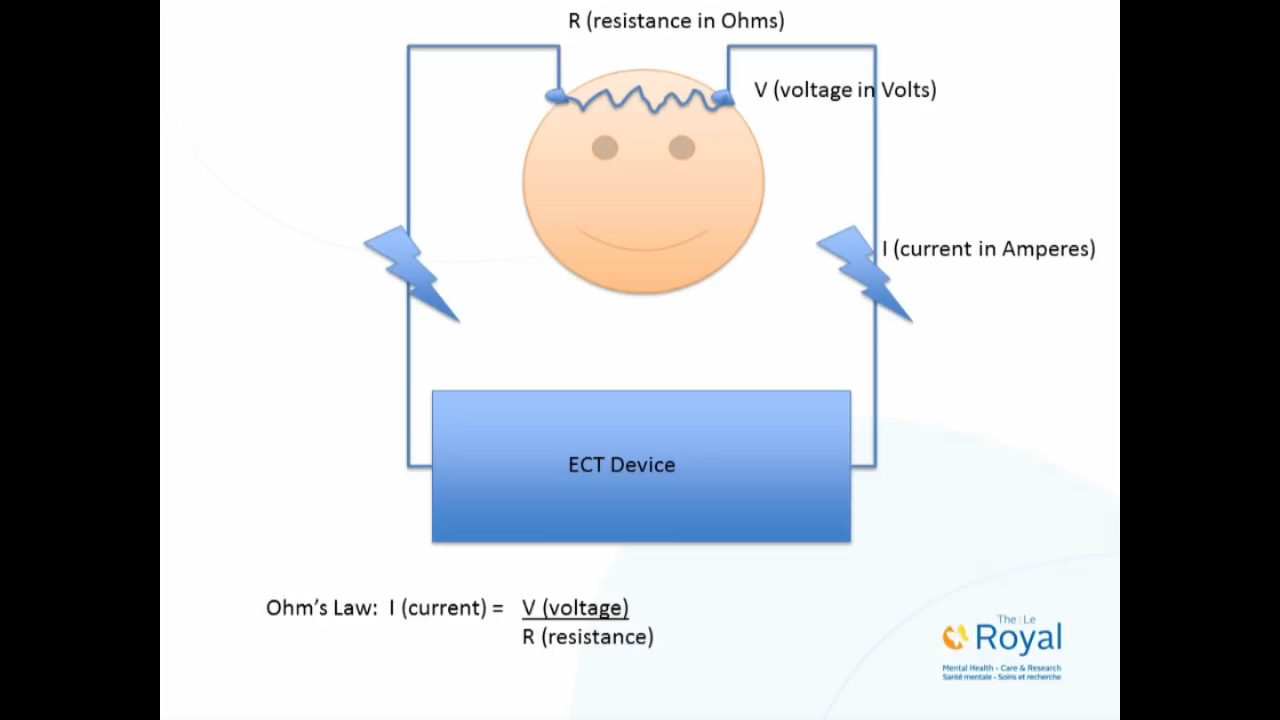 R (resistance in Ohms)
V (voltage in Volts)
I (current in Amperes)
ECT Device
Ohm's Law:  I (current) =   V (voltage)
R (resistance)
The | Le
Royal
Mental Health - Care & Research
Santé mentale - Soins et recherche